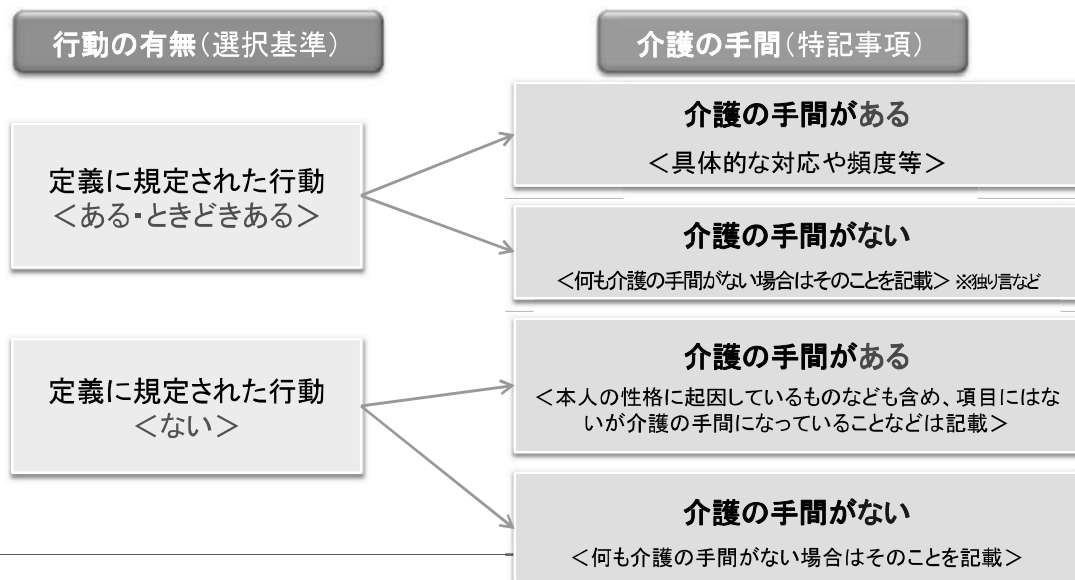 行動の有無(選択基準)
介護の手間(特記事項)
定義に規定された行動
<ある・ときどきある>
介護の手間がある
<具体的な対応や頻度等>
介護の手間がない
<何も介護の手間がない場合はそのことを記載> ※独り言など
定義に規定された行動
<ない>
介護の手間がある
<本人の性格に起因しているものなども含め、項目にはな
いが介護の手間になっていることなどは記載>
介護の手間がない
<何も介護の手間がない場合はそのことを記載>